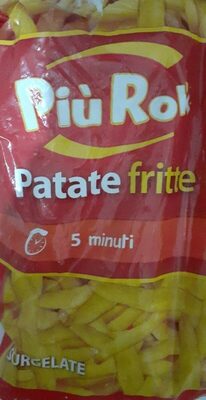 Più Rok
Patate fritte
5 minuti
SURGELATE